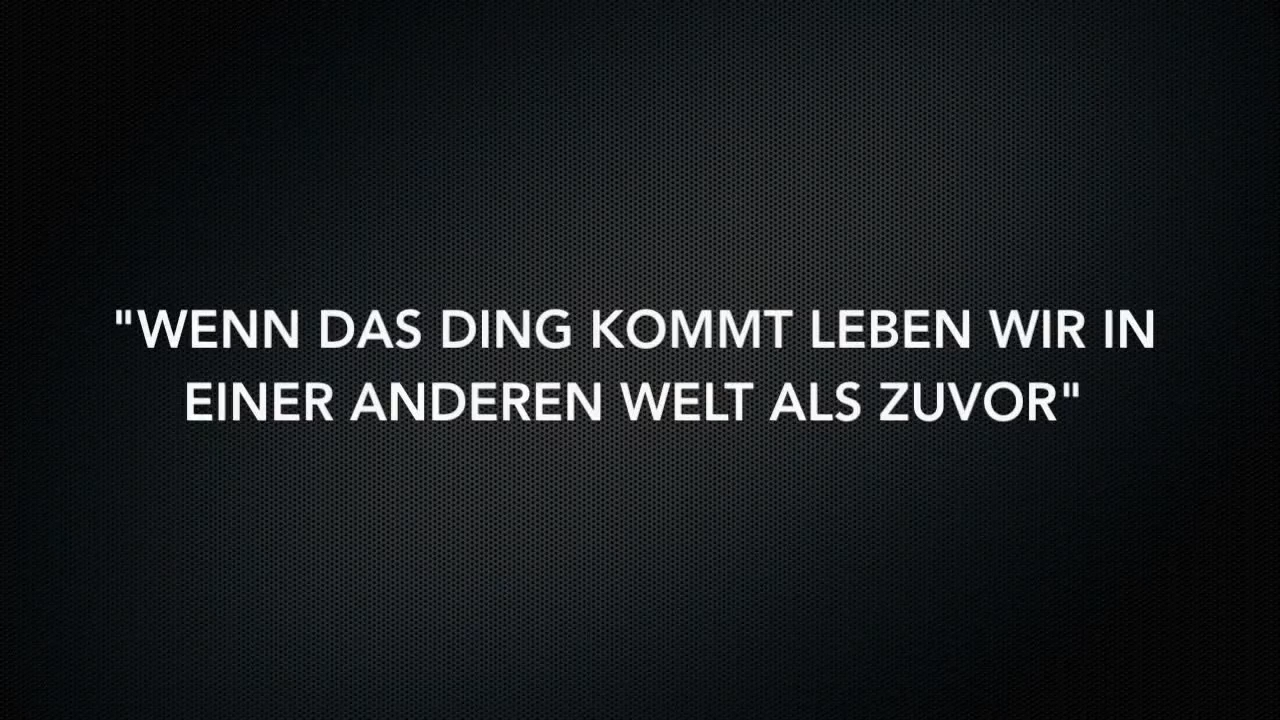 "WENN DAS DING KOMMT LEBEN WIR IN
EINER ANDEREN WELT ALS ZUVOR"